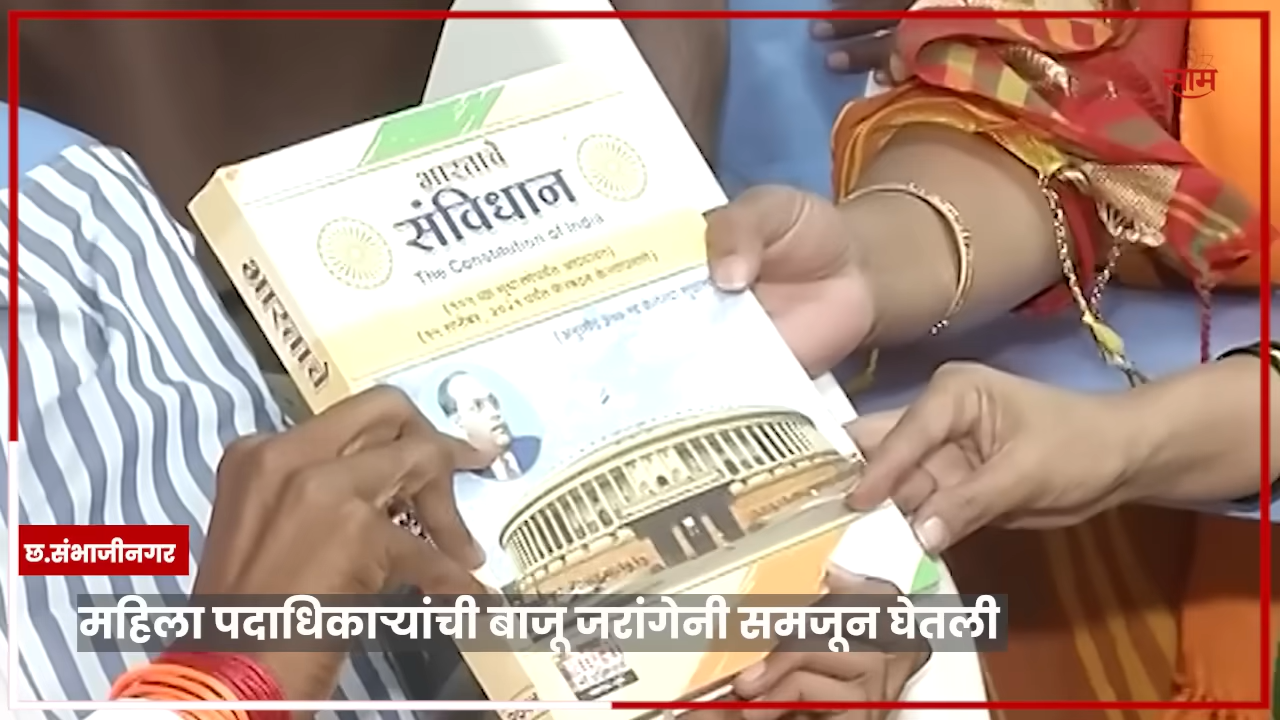 साम
भारताचे
संविधान
The Constitution of India
भारताचे
छ.संभाजीनगर
महिला पदाधिकाऱ्यांची बाजू जरांगेनी समजून घेतली